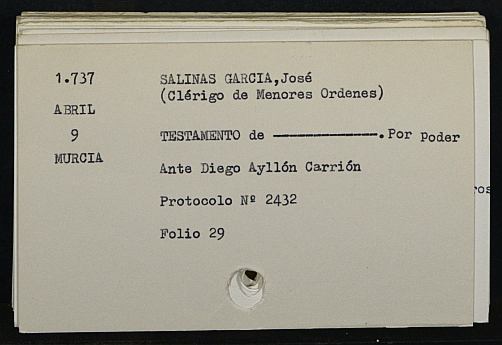 1.737
SALINAS GARCIA, José
(Clérigo de Menores Ordenes)
ABRIL
9
TESTAMENTO de ——————————. Por Poder
MURCIA
Ante Diego Ayllón Carrión
Protocolo Nº 2432
Folio 29